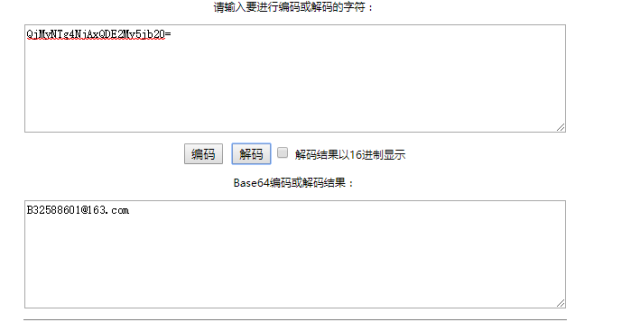 请输入要进行编码或解码的字符：
QjMyNTg4NjAxQDE2My5jb20=
编码 解码 解码结果以16进制显示
Base64编码或解码结果：
B32588601@163.com